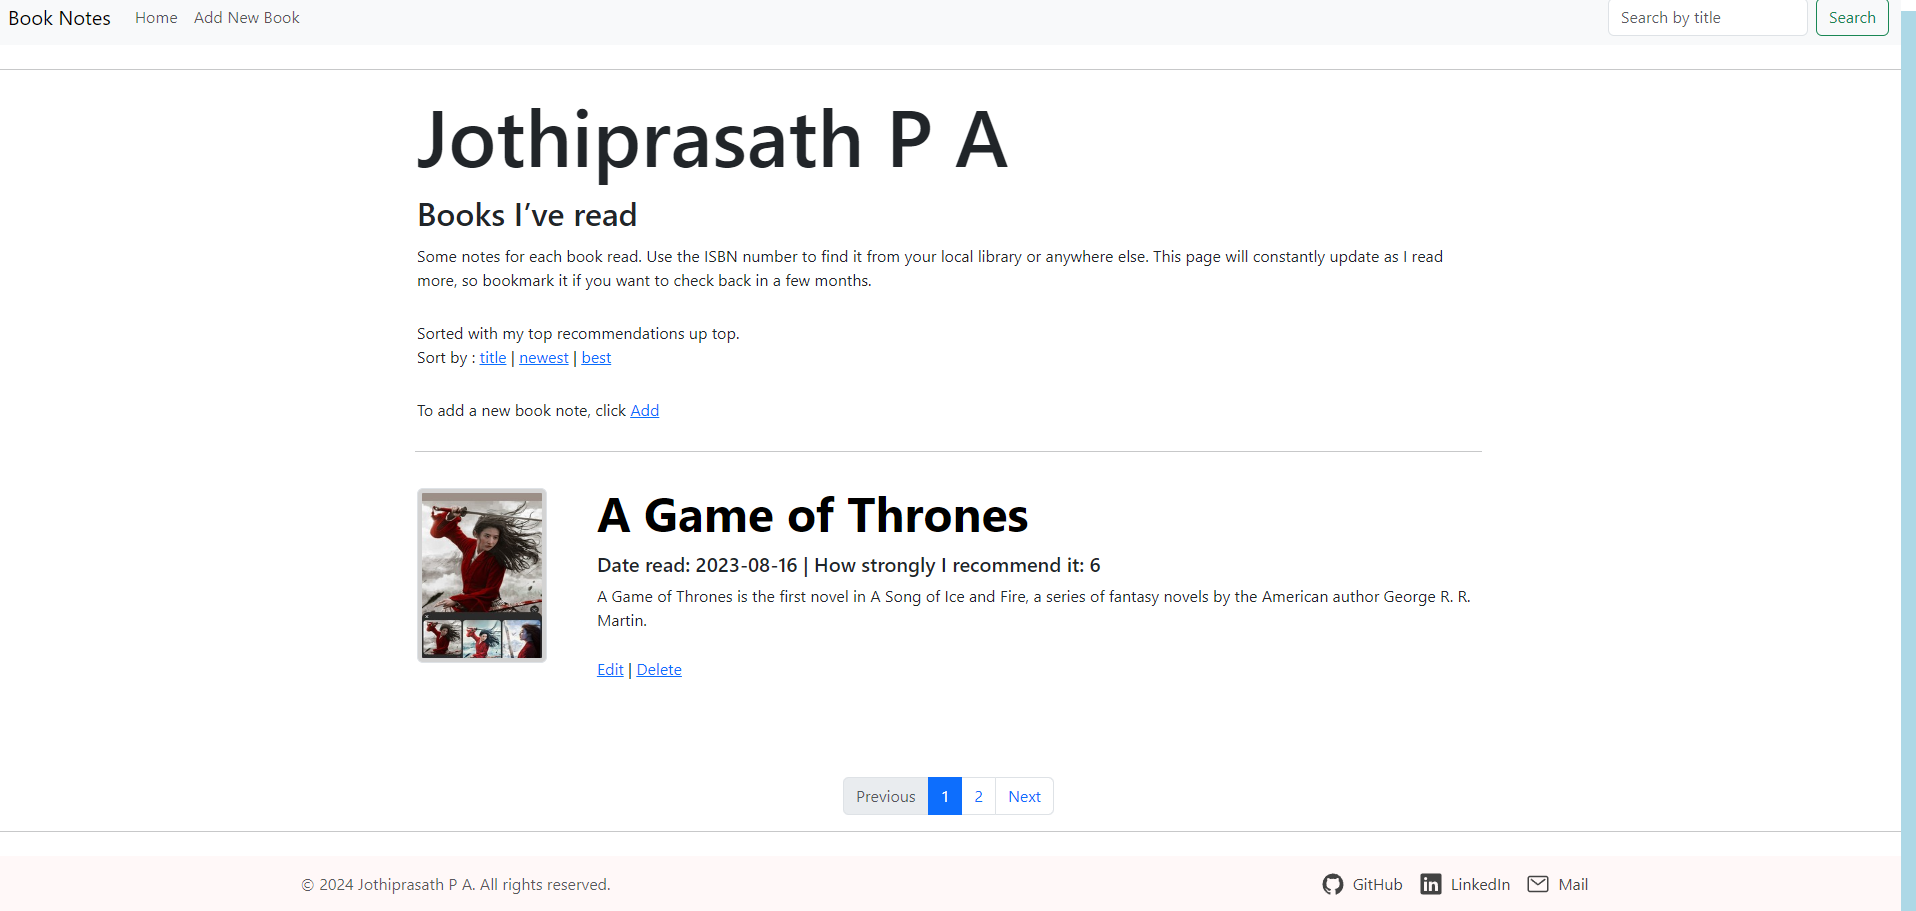 Book Notes Home Add New Book Search by title Search
Jothiprasath P A
Books I’ve read
Some notes for each book read. Use the ISBN number to find it from your local library or anywhere else. This page will constantly update as I read
more, so bookmark it if you want to check back in a few months.
Sorted with my top recommendations up top.
Sort by : title | newest | best
To add a new book note, click Add
A Game of Thrones
Date read: 2023-08-16 | How strongly I recommend it: 6
A Game of Thrones is the first novel in A Song of Ice and Fire, a series of fantasy novels by the American author George R. R.
Martin.
Edit | Delete
Previous 1 2 Next
© 2024 Jothiprasath P A. All rights reserved. GitHub LinkedIn Mail